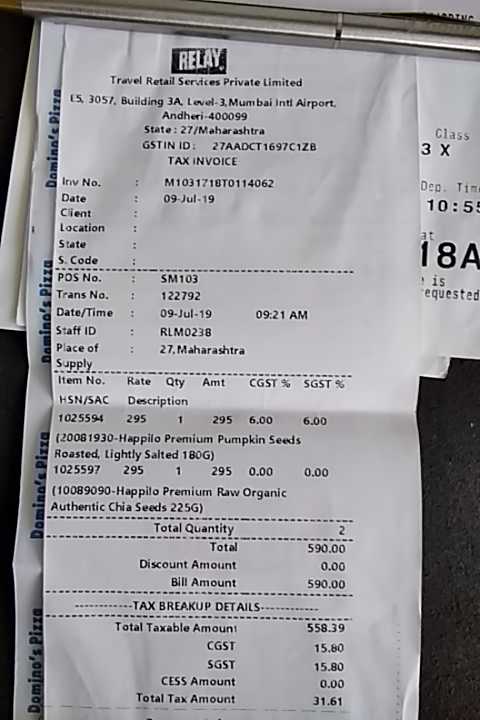 RELAY
Travel Retail Services Private Limited
E5, 3057, Building 3A, Level-3,Mumbai Intl Airport,
Andheri-400099
State : 27/Maharashtra
GSTIN ID : 27AADCT1697C1ZB
TAX INVOICE
Inv No. : M1031718T0114062
Date : 09-Jul-19
Client :
Location :
State :
S. Code :
POS No. : SM103
Trans No. : 122792
Date/Time : 09-Jul-19 09:21 AM
Staff ID : RLM0238
Place of : 27,Maharashtra
Supply
Item No. Rate Qty Amt CGST % SGST %
HSN/SAC Description
1025594 295 1 295 6.00 6.00
(20081930-Happilo Premium Pumpkin Seeds
Roasted, Lightly Salted 180G)
1025597 295 1 295 0.00 0.00
(10089090-Happilo Premium Raw Organic
Authentic Chia Seeds 225G)
Total Quantity 2
Total 590.00
Discount Amount 0.00
Bill Amount 590.00
------------TAX BREAKUP DETAILS------------
Total Taxable Amount 558.39
CGST 15.80
SGST 15.80
CESS Amount 0.00
Total Tax Amount 31.61
Domino's Pizza
Domino's Pizza
Domino's Pizza
Domino's Pizza
Class
3 X
Dep. Time
10:55
at
18A
is
requested